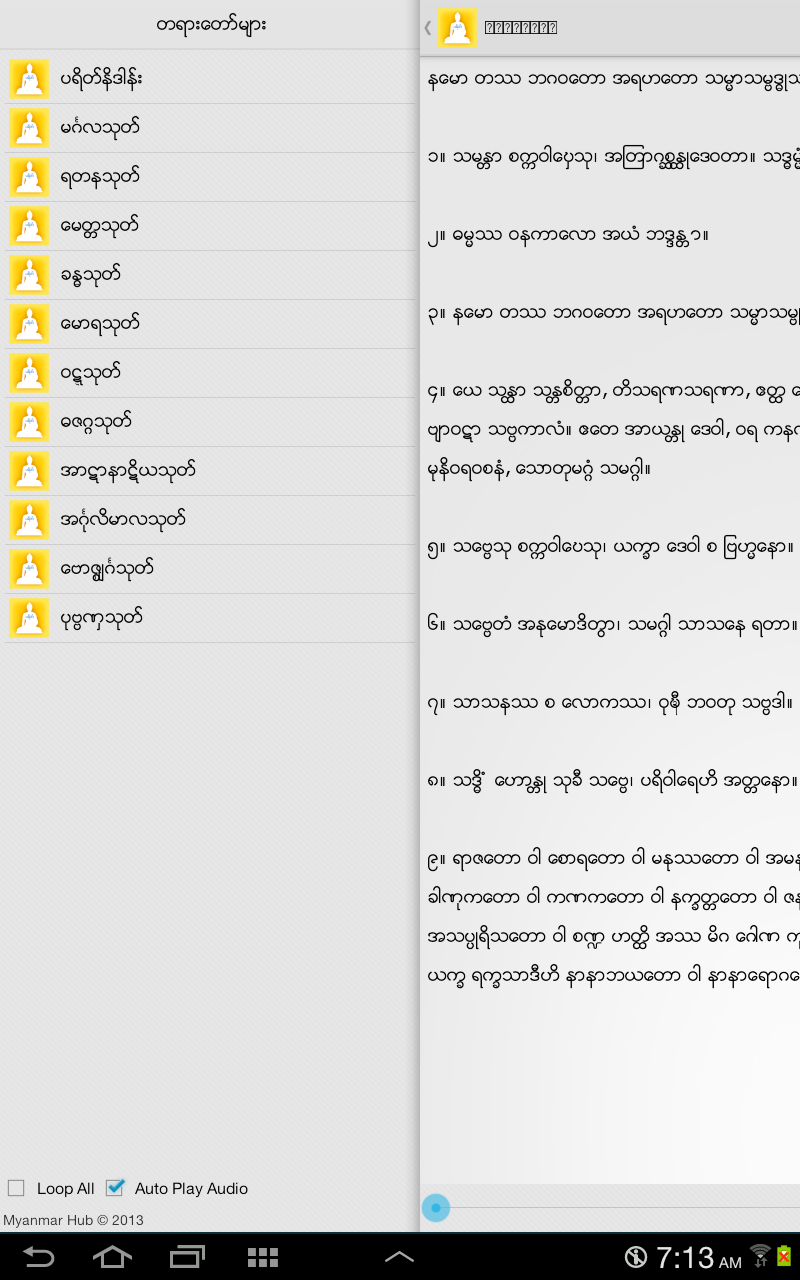 တရားတော်များ
ပရိတ်နိဒါန်း
မင်္ဂလသုတ်
ရတနသုတ်
မေတ္တသုတ်
ခန္ဓသုတ်
မောရသုတ်
ဝဋ္ဋသုတ်
ဓဇဂ္ဂသုတ်
အာဋာနာဋိယသုတ်
အင်္ဂုလိမာလသုတ်
ဗောဇ္ဈင်္ဂသုတ်
ပုဗ္ဗဏှသုတ်
Loop All
Auto Play Audio
Myanmar Hub © 2013
နမော တဿ ဘဂဝတော အရဟတော သမ္မာသမ္ဗုဒ္ဓဿ
၁။ သမန္တာ စက္ကဝါဠေသု၊ အတြာဂစ္ဆန္တုဒေဝတာ။ သဒ္ဓမ္မံ
၂။ ဓမ္မဿ ဝနကာလော အယံ ဘဒ္ဒန္တာ။
၃။ နမော တဿ ဘဂဝတော အရဟတော သမ္မာသမ္ဗု
၄။ ယေ သန္တာ သန္တစိတ္တာ, တိသရဏသရဏာ, ဧတ္ထ
ဗျာဝဋာ သဗ္ဗကာလံ။ ဧတေ အာယန္တု ဒေဝါ, ဝရ ကနက
မုနိဝရဝစနံ, သောတုမဂ္ဂံ သမဂ္ဂါ။
၅။ သဗ္ဗေသု စက္ကဝါဠေသု၊ ယက္ခာ ဒေဝါ စ ဗြဟ္မနော။
၆။ သဗ္ဗေတံ အနုမောဒိတွာ၊ သမဂ္ဂါ သာသနေ ရတာ။
၇။ သာသနဿ စ လောကဿ၊ ဝုဍ္ဎီ ဘဝတု သဗ္ဗဒါ။
၈။ သဒ္ဓိံ ဟောန္တု သုခီ သဗ္ဗေ၊ ပရိဝါရေဟိ အတ္တနော။
၉။ ရာဇတော ဝါ စောရတော ဝါ မနုဿတော ဝါ အမနု
ခါဏုကတော ဝါ ကဏကတော ဝါ နက္ခတ္တတော ဝါ ဇန
အသပ္ပုရိသတော ဝါ စဏ္ဍ ဟတ္ထိ အဿ မိဂ ဂေါဏ ကု
ယက္ခ ရက္ခသာဒီဟိ နာနာဘယတော ဝါ နာနာရောဂ
7:13 AM